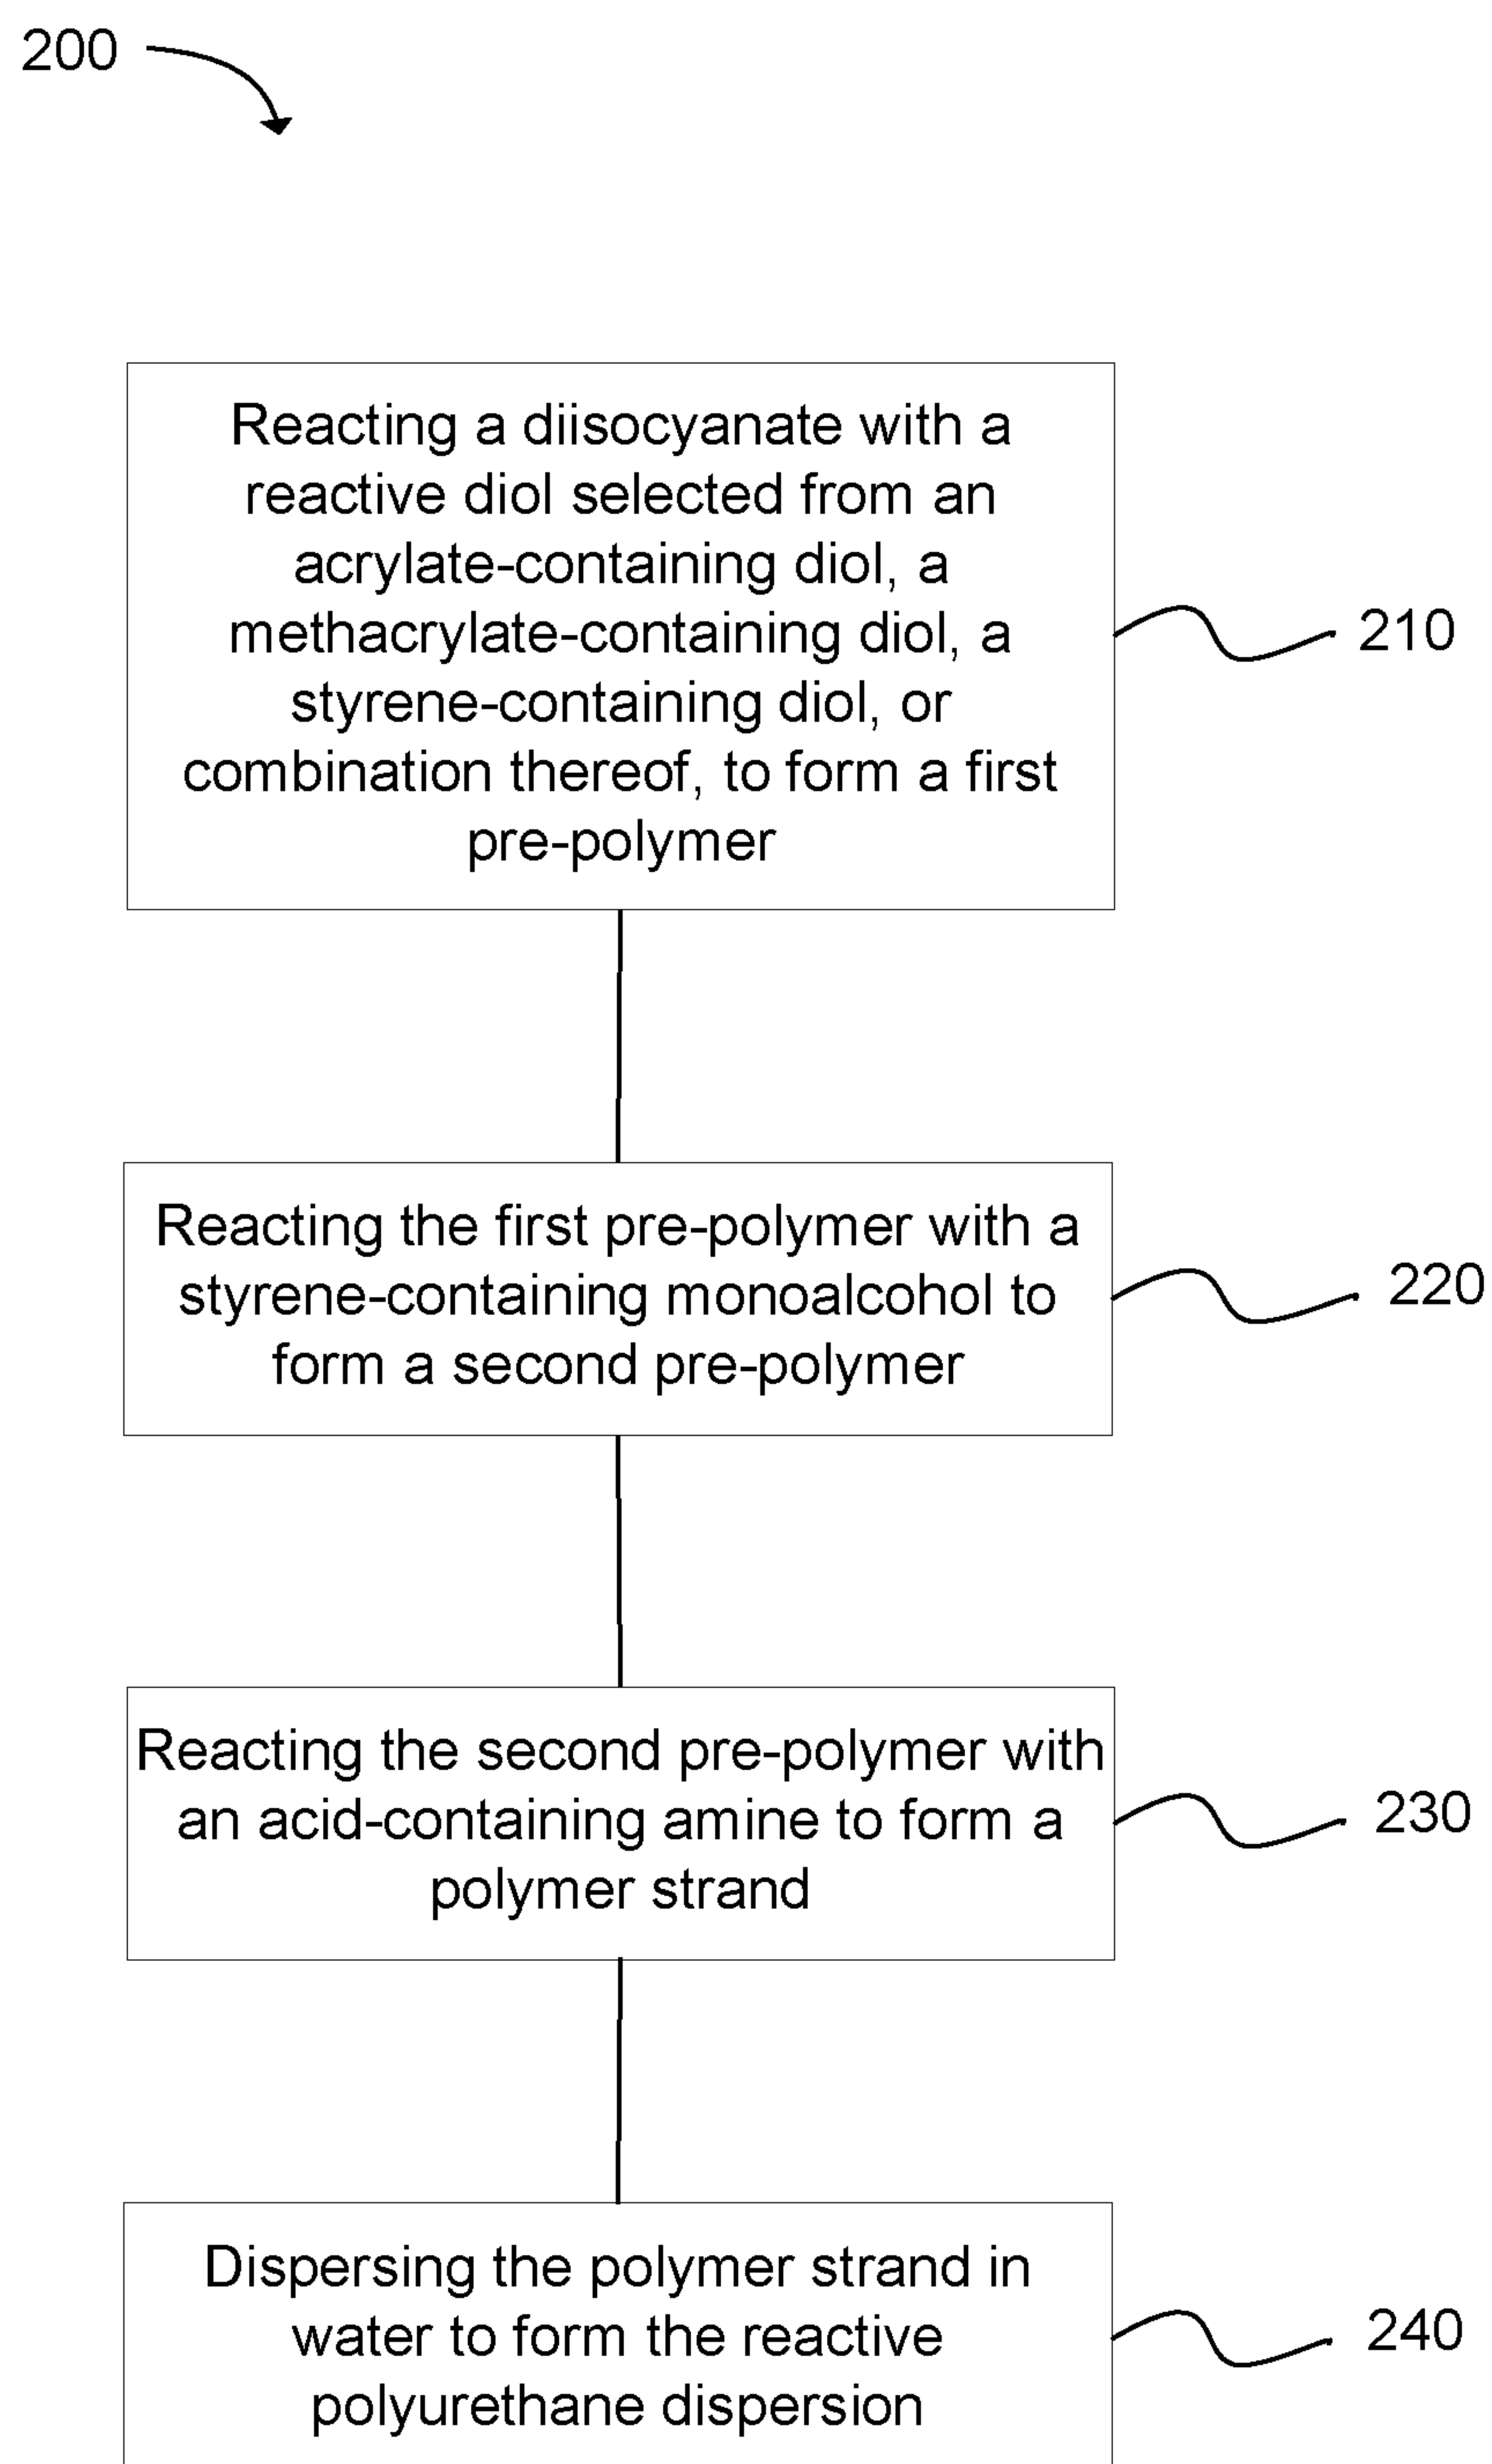 200
Reacting a diisocyanate with a
reactive diol selected from an
acrylate-containing diol, a
methacrylate-containing diol, a
styrene-containing diol, or
combination thereof, to form a first
pre-polymer
210
Reacting the first pre-polymer with a
styrene-containing monoalcohol to
form a second pre-polymer
220
Reacting the second pre-polymer with
an acid-containing amine to form a
polymer strand
230
Dispersing the polymer strand in
water to form the reactive
polyurethane dispersion
240